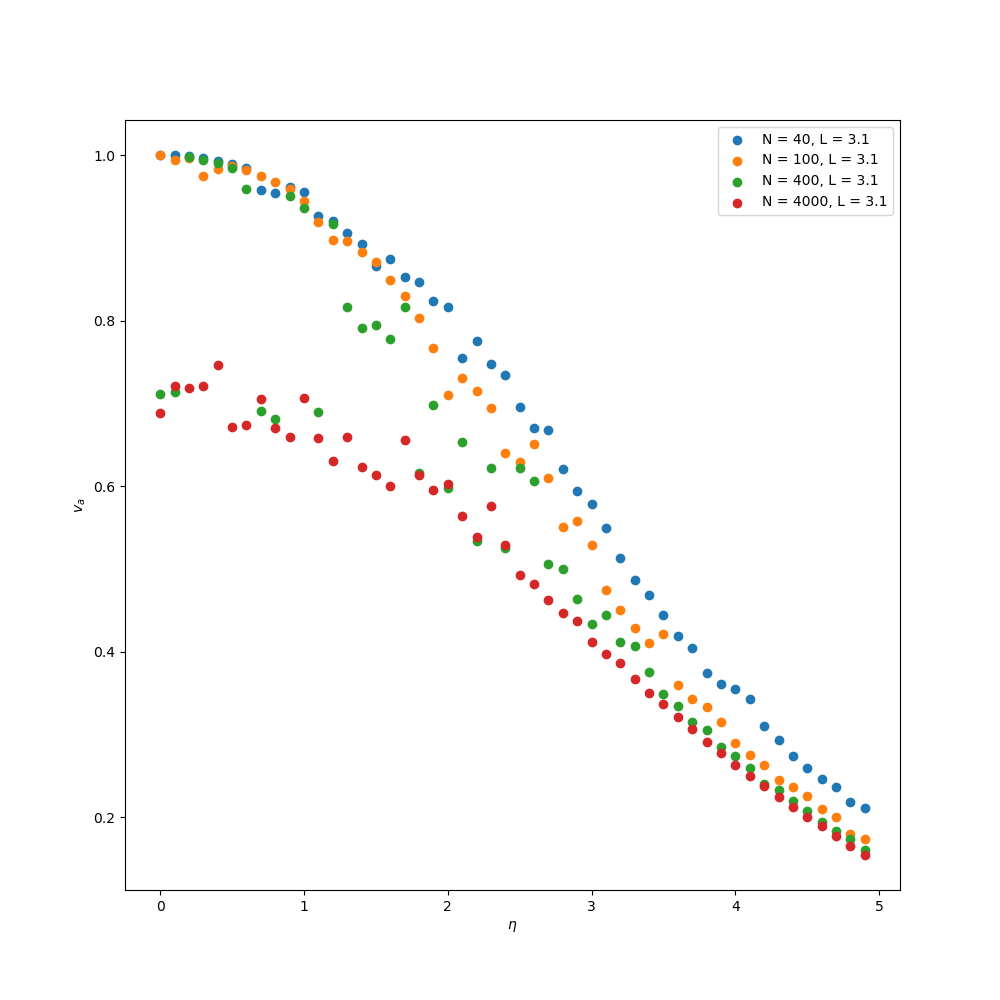 N = 40, L = 3.1
N = 100, L = 3.1
N = 400, L = 3.1
N = 4000, L = 3.1
1.0
0.8
0.6
0.4
0.2
v_a
0 1 2 3 4 5
η